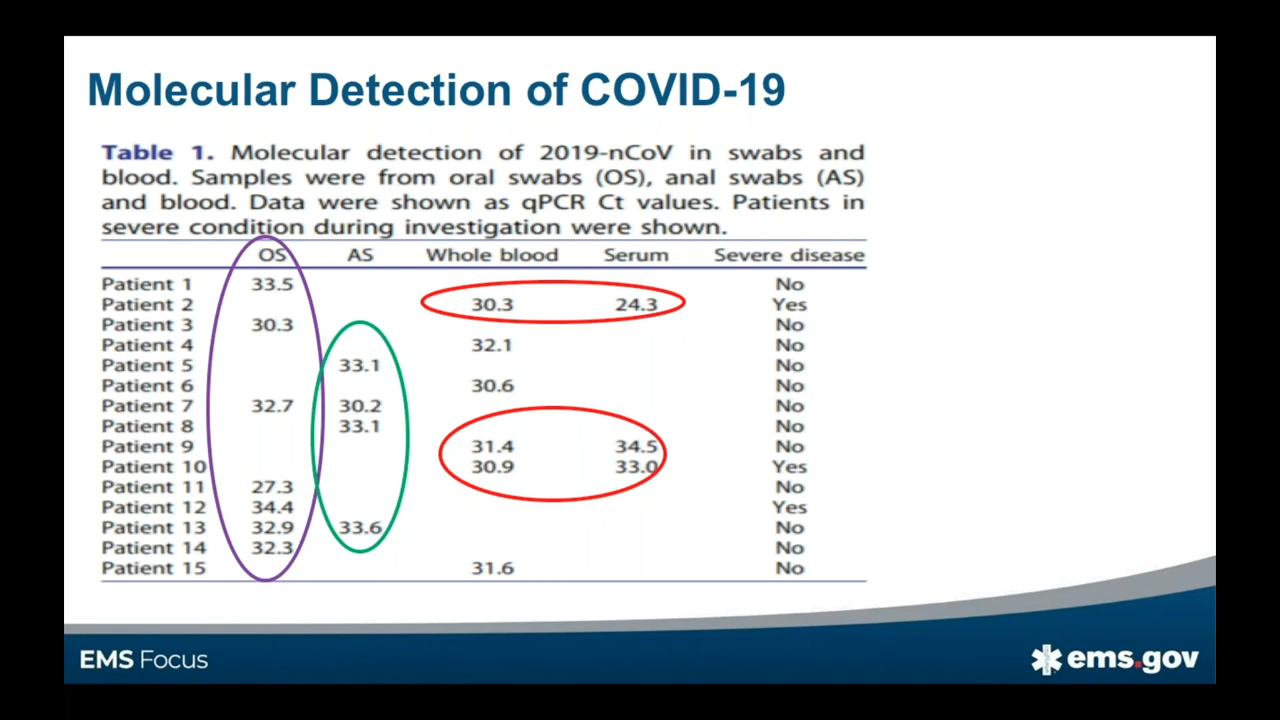 Molecular Detection of COVID-19
Table 1. Molecular detection of 2019-nCoV in swabs and
blood. Samples were from oral swabs (OS), anal swabs (AS)
and blood. Data were shown as qPCR Ct values. Patients in
severe condition during investigation were shown.
OS AS Whole blood Serum Severe disease
Patient 1 33.5 No
Patient 2 30.3 24.3 Yes
Patient 3 30.3 No
Patient 4 32.1 No
Patient 5 33.1 No
Patient 6 30.6 No
Patient 7 32.7 30.2 No
Patient 8 33.1 No
Patient 9 31.4 34.5 No
Patient 10 30.9 33.0 Yes
Patient 11 27.3 No
Patient 12 34.4 Yes
Patient 13 32.9 33.6 No
Patient 14 32.3 No
Patient 15 31.6 No
EMS Focus
ems.gov